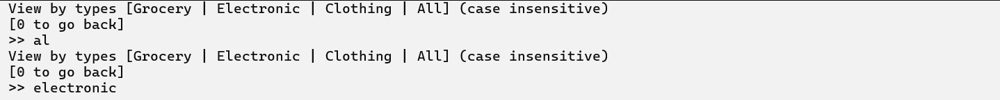 View by types [Grocery | Electronic | Clothing | All] (case insensitive)
[0 to go back]
>> al
View by types [Grocery | Electronic | Clothing | All] (case insensitive)
[0 to go back]
>> electronic